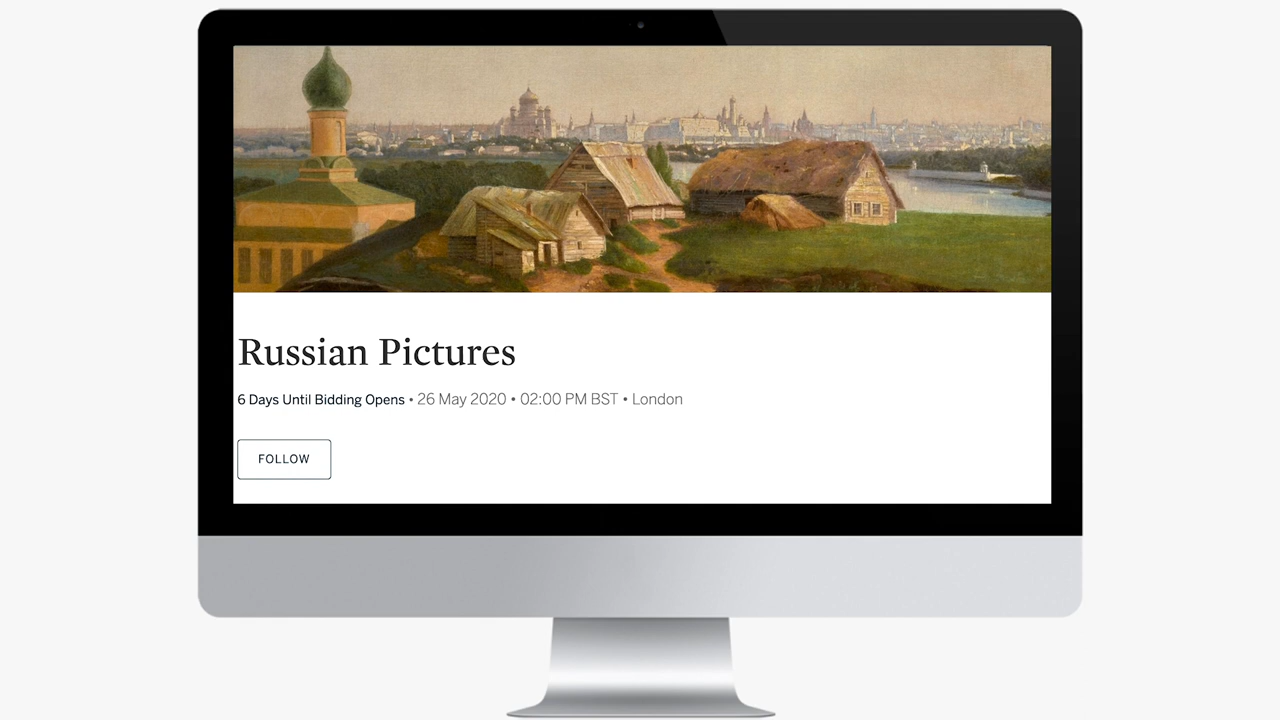 Russian Pictures
6 Days Until Bidding Opens • 26 May 2020 • 02:00 PM BST • London
FOLLOW